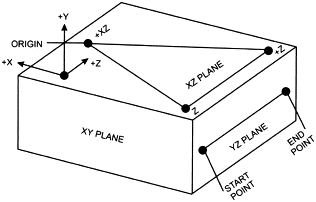 +Y
+XZ
ORIGIN
+X
+Z
+Z
XZ PLANE
Z
XY PLANE
YZ PLANE
START
POINT
END
POINT